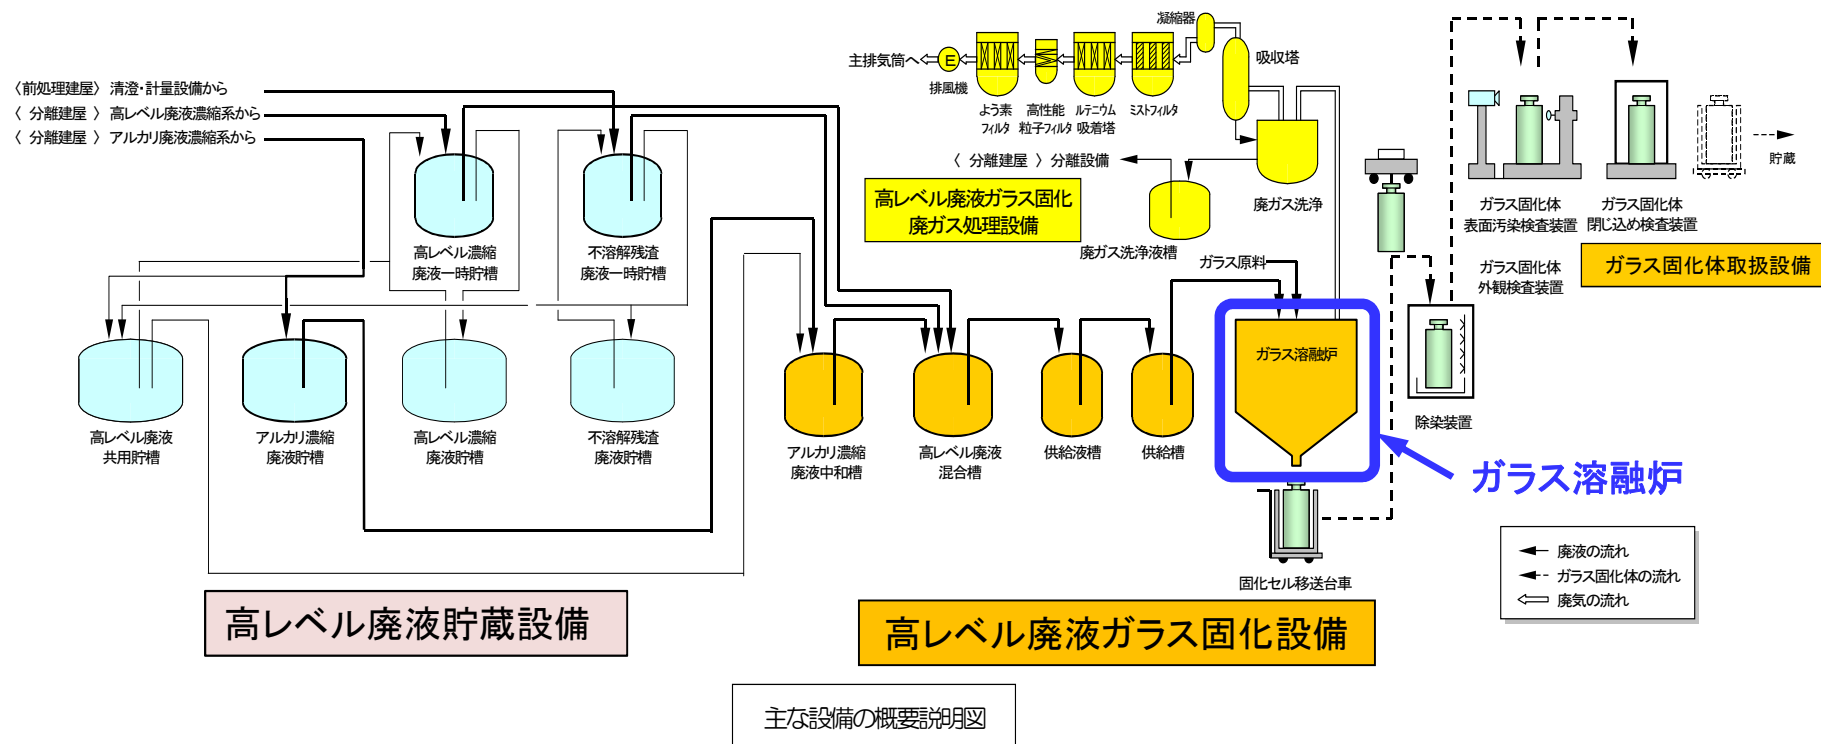 〈前処理建屋〉 清澄・計量設備から
〈 分離建屋 〉 高レベル廃液濃縮系から
〈 分離建屋 〉 アルカリ廃液濃縮系から
高レベル濃縮
廃液一時貯槽
不溶解残渣
廃液一時貯槽
高レベル廃液
共用貯槽
アルカリ濃縮
廃液貯槽
高レベル濃縮
廃液貯槽
不溶解残渣
廃液貯槽
高レベル廃液貯蔵設備
主排気筒へ
E
排風機
よう素
フィルタ
高性能
粒子フィルタ
ルテニウム
吸着塔
ミストフィルタ
凝縮器
吸収塔
〈 分離建屋 〉 分離設備
廃ガス洗浄
廃ガス洗浄液槽
高レベル廃液ガラス固化
廃ガス処理設備
ガラス原料
アルカリ濃縮
廃液中和槽
高レベル廃液
混合槽
供給液槽
供給槽
ガラス溶融炉
ガラス溶融炉
固化セル移送台車
高レベル廃液ガラス固化設備
除染装置
ガラス固化体
表面汚染検査装置
ガラス固化体
外観検査装置
ガラス固化体
閉じ込め検査装置
貯蔵
ガラス固化体取扱設備
廃液の流れ
ガラス固化体の流れ
廃気の流れ
主な設備の概要説明図